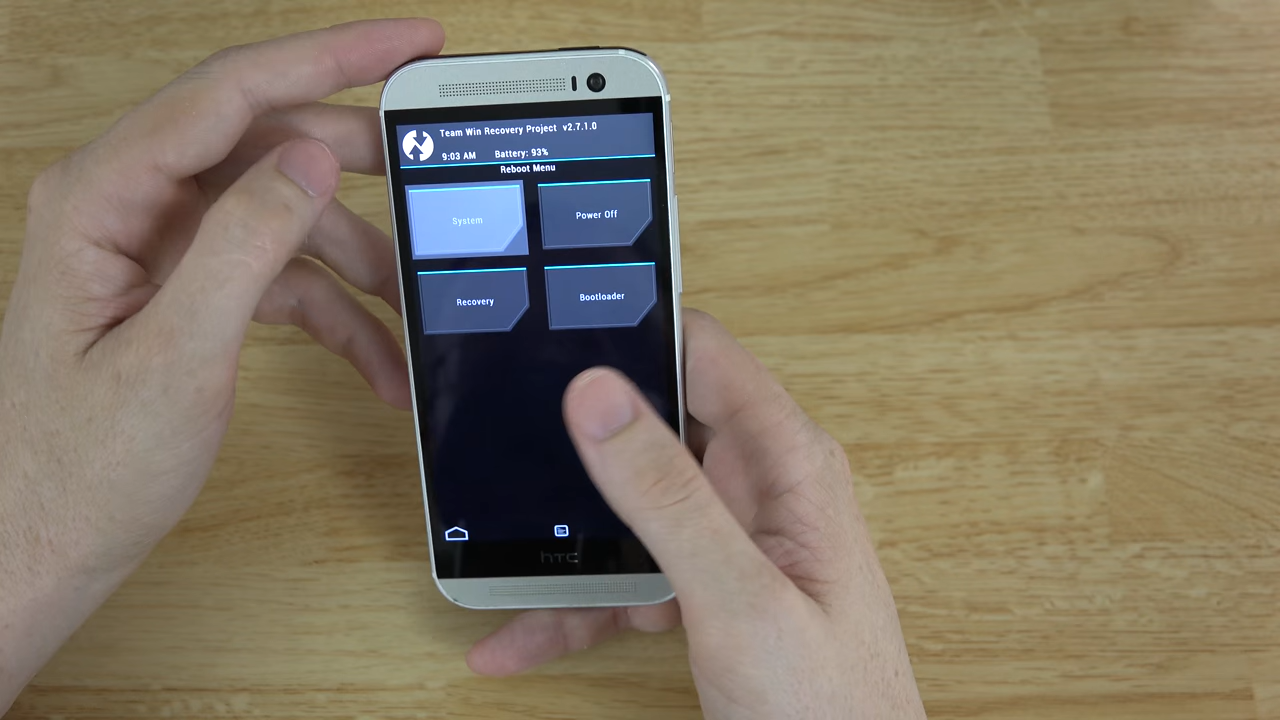 Team Win Recovery Project v2.7.1.0
9:03 AM Battery: 93%
Reboot Menu
System
Power Off
Recovery
Bootloader
hTC